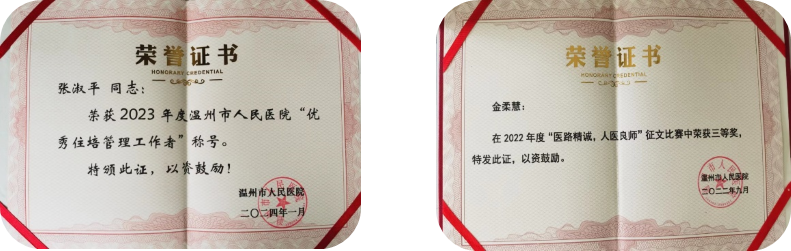 荣誉证书
HONORARY CREDENTIAL
张淑平 同志：
荣获2023年度温州市人民医院“优
秀住培管理工作者”称号。
特颁此证，以资鼓励！
温州市人民医院
二〇二四年一月
荣誉证书
HONORARY CREDENTIAL
金柔慧：
在2022年度“医路精诚，人医良师”征文比赛中荣获三等奖，
特发此证，以资鼓励。
温州市人民医院
二〇二二年九月